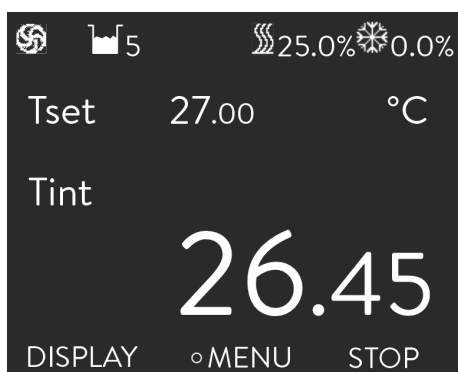 5 25.0% 0.0%
Tset 27.00 °C
Tint
26.45
DISPLAY ○MENU STOP